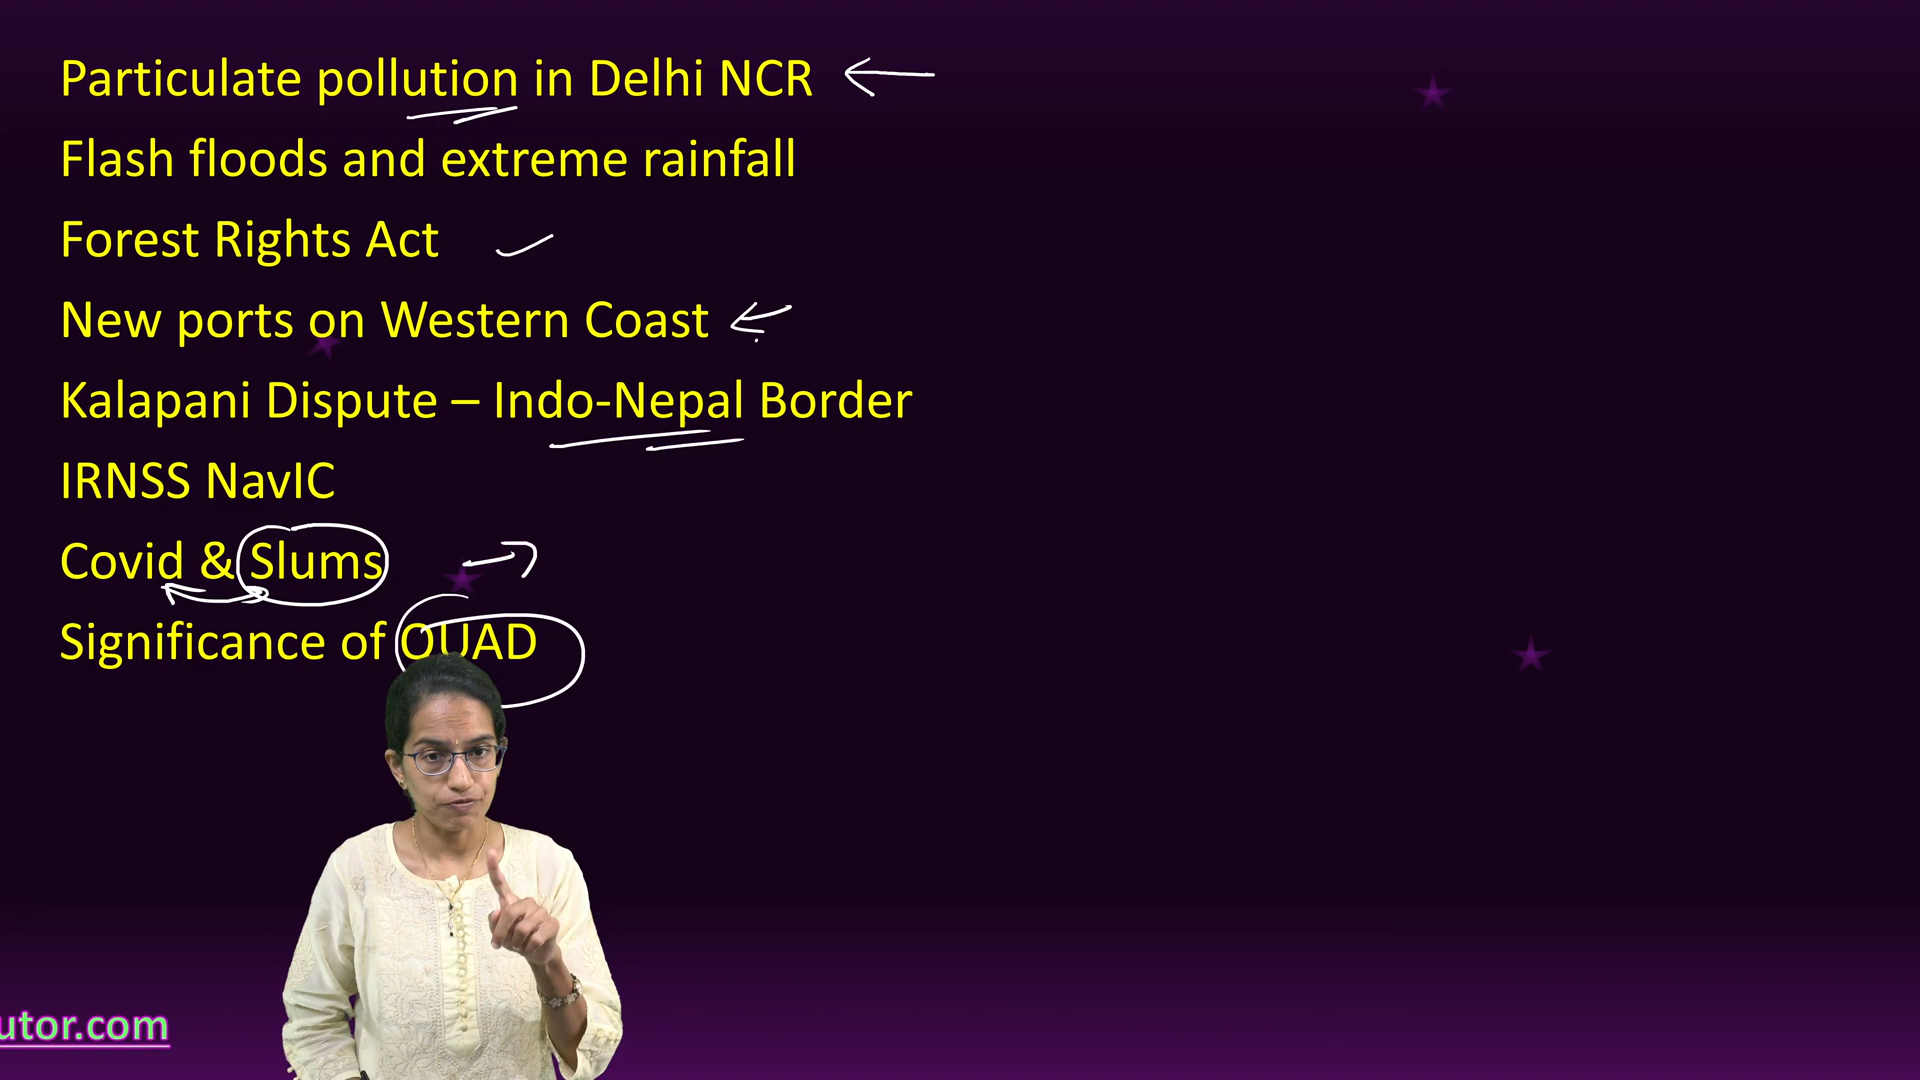 Particulate pollution in Delhi NCR
Flash floods and extreme rainfall
Forest Rights Act
New ports on Western Coast
Kalapani Dispute – Indo-Nepal Border
IRNSS NavIC
Covid & Slums
Significance of QUAD
utor.com